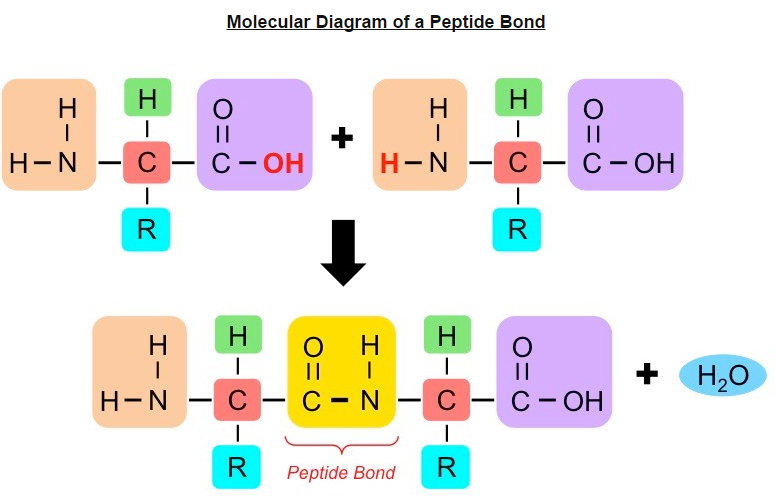 Molecular Diagram of a Peptide Bond
H H O H H O
H – N – C – C – OH + H – N – C – C – OH
R R
H O H H O
H – N – C – C – N – C – C – OH + H₂O
R R
Peptide Bond